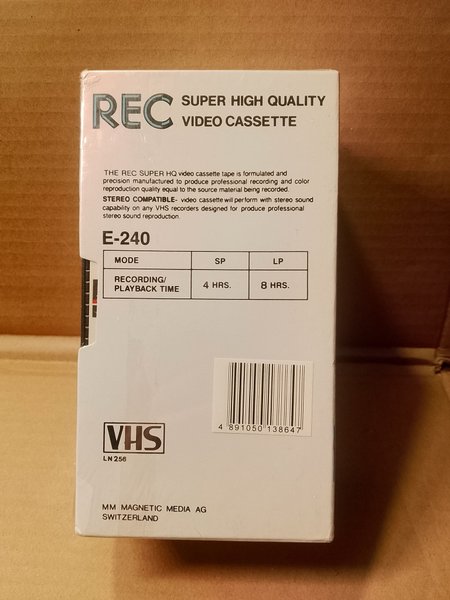 REC SUPER HIGH QUALITY
VIDEO CASSETTE
THE REC SUPER HQ video cassette tape is formulated and
precision manufactured to produce professional recording and color
reproduction quality equal to the source material being recorded.
STEREO COMPATIBLE- video cassette will perform with stereo sound
capability on any VHS recorders designed for produce professional
stereo sound reproduction.
E-240
MODE SP LP
RECORDING/
PLAYBACK TIME 4 HRS. 8 HRS.
4 891050 138647
VHS
LN 256
MM MAGNETIC MEDIA AG
SWITZERLAND